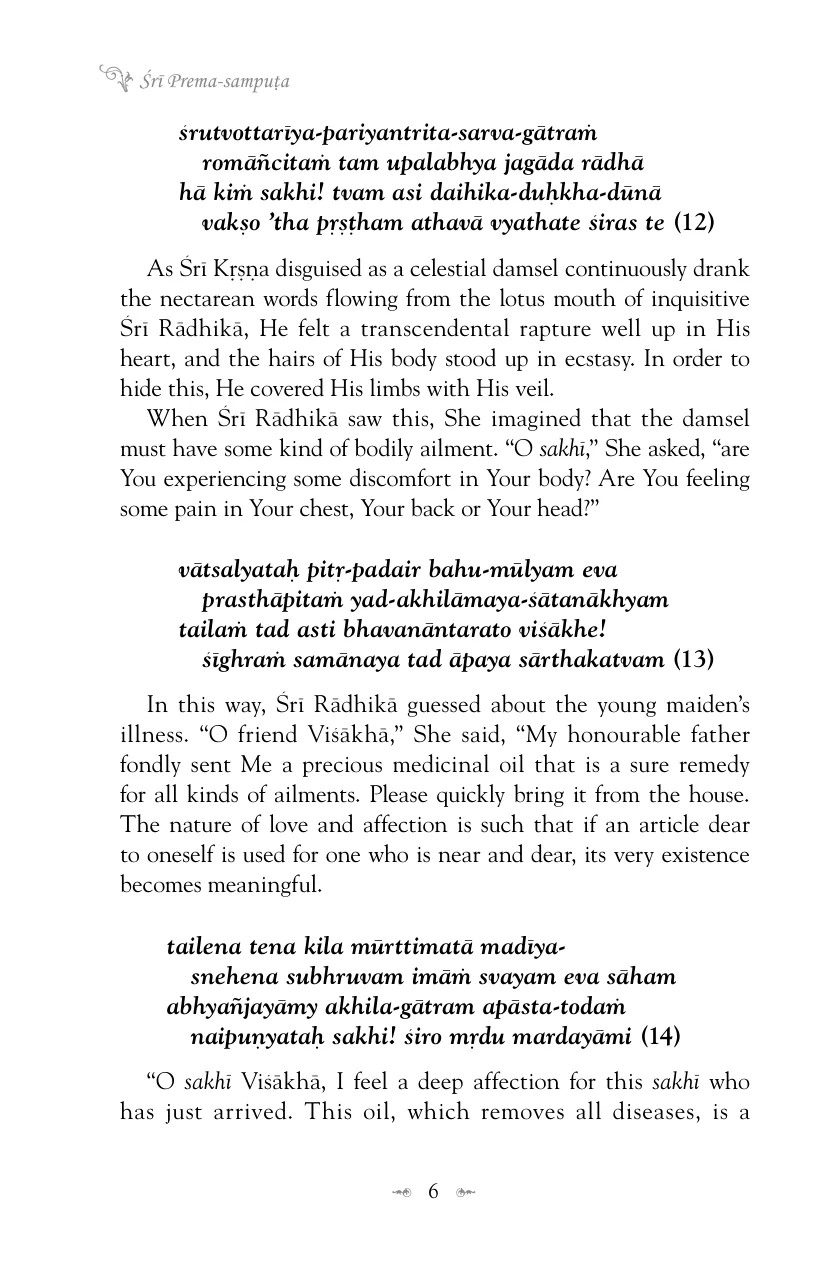 Śrī Prema-sampuṭa
śrutvottarīya-pariyantrita-sarva-gātraṁ
romāñcitaṁ tam upalabhya jagāda rādhā
hā kiṁ sakhi! tvam asi daihika-duḥkha-dūnā
vakṣo ’tha pṛṣṭham athavā vyathate śiras te (12)
As Śrī Kṛṣṇa disguised as a celestial damsel continuously drank
the nectarean words flowing from the lotus mouth of inquisitive
Śrī Rādhikā, He felt a transcendental rapture well up in His
heart, and the hairs of His body stood up in ecstasy. In order to
hide this, He covered His limbs with His veil.
When Śrī Rādhikā saw this, She imagined that the damsel
must have some kind of bodily ailment. “O sakhī,” She asked, “are
You experiencing some discomfort in Your body? Are You feeling
some pain in Your chest, Your back or Your head?”
vātsalyataḥ pitṛ-padair bahu-mūlyam eva
prasthāpitaṁ yad-akhilāmaya-śātanākhyam
tailaṁ tad asti bhavanāntarato viśākhe!
śīghraṁ samānaya tad āpaya sārthakatvam (13)
In this way, Śrī Rādhikā guessed about the young maiden’s
illness. “O friend Viśākhā,” She said, “My honourable father
fondly sent Me a precious medicinal oil that is a sure remedy
for all kinds of ailments. Please quickly bring it from the house.
The nature of love and affection is such that if an article dear
to oneself is used for one who is near and dear, its very existence
becomes meaningful.
tailena tena kila mūrttimatā madīya-
snehena subhruvam imāṁ svayam eva sāham
abhyañjayāmy akhila-gātram apāsta-todaṁ
naipuṇyataḥ sakhi! śiro mṛdu mardayāmi (14)
“O sakhī Viśākhā, I feel a deep affection for this sakhī who
has just arrived. This oil, which removes all diseases, is a
6